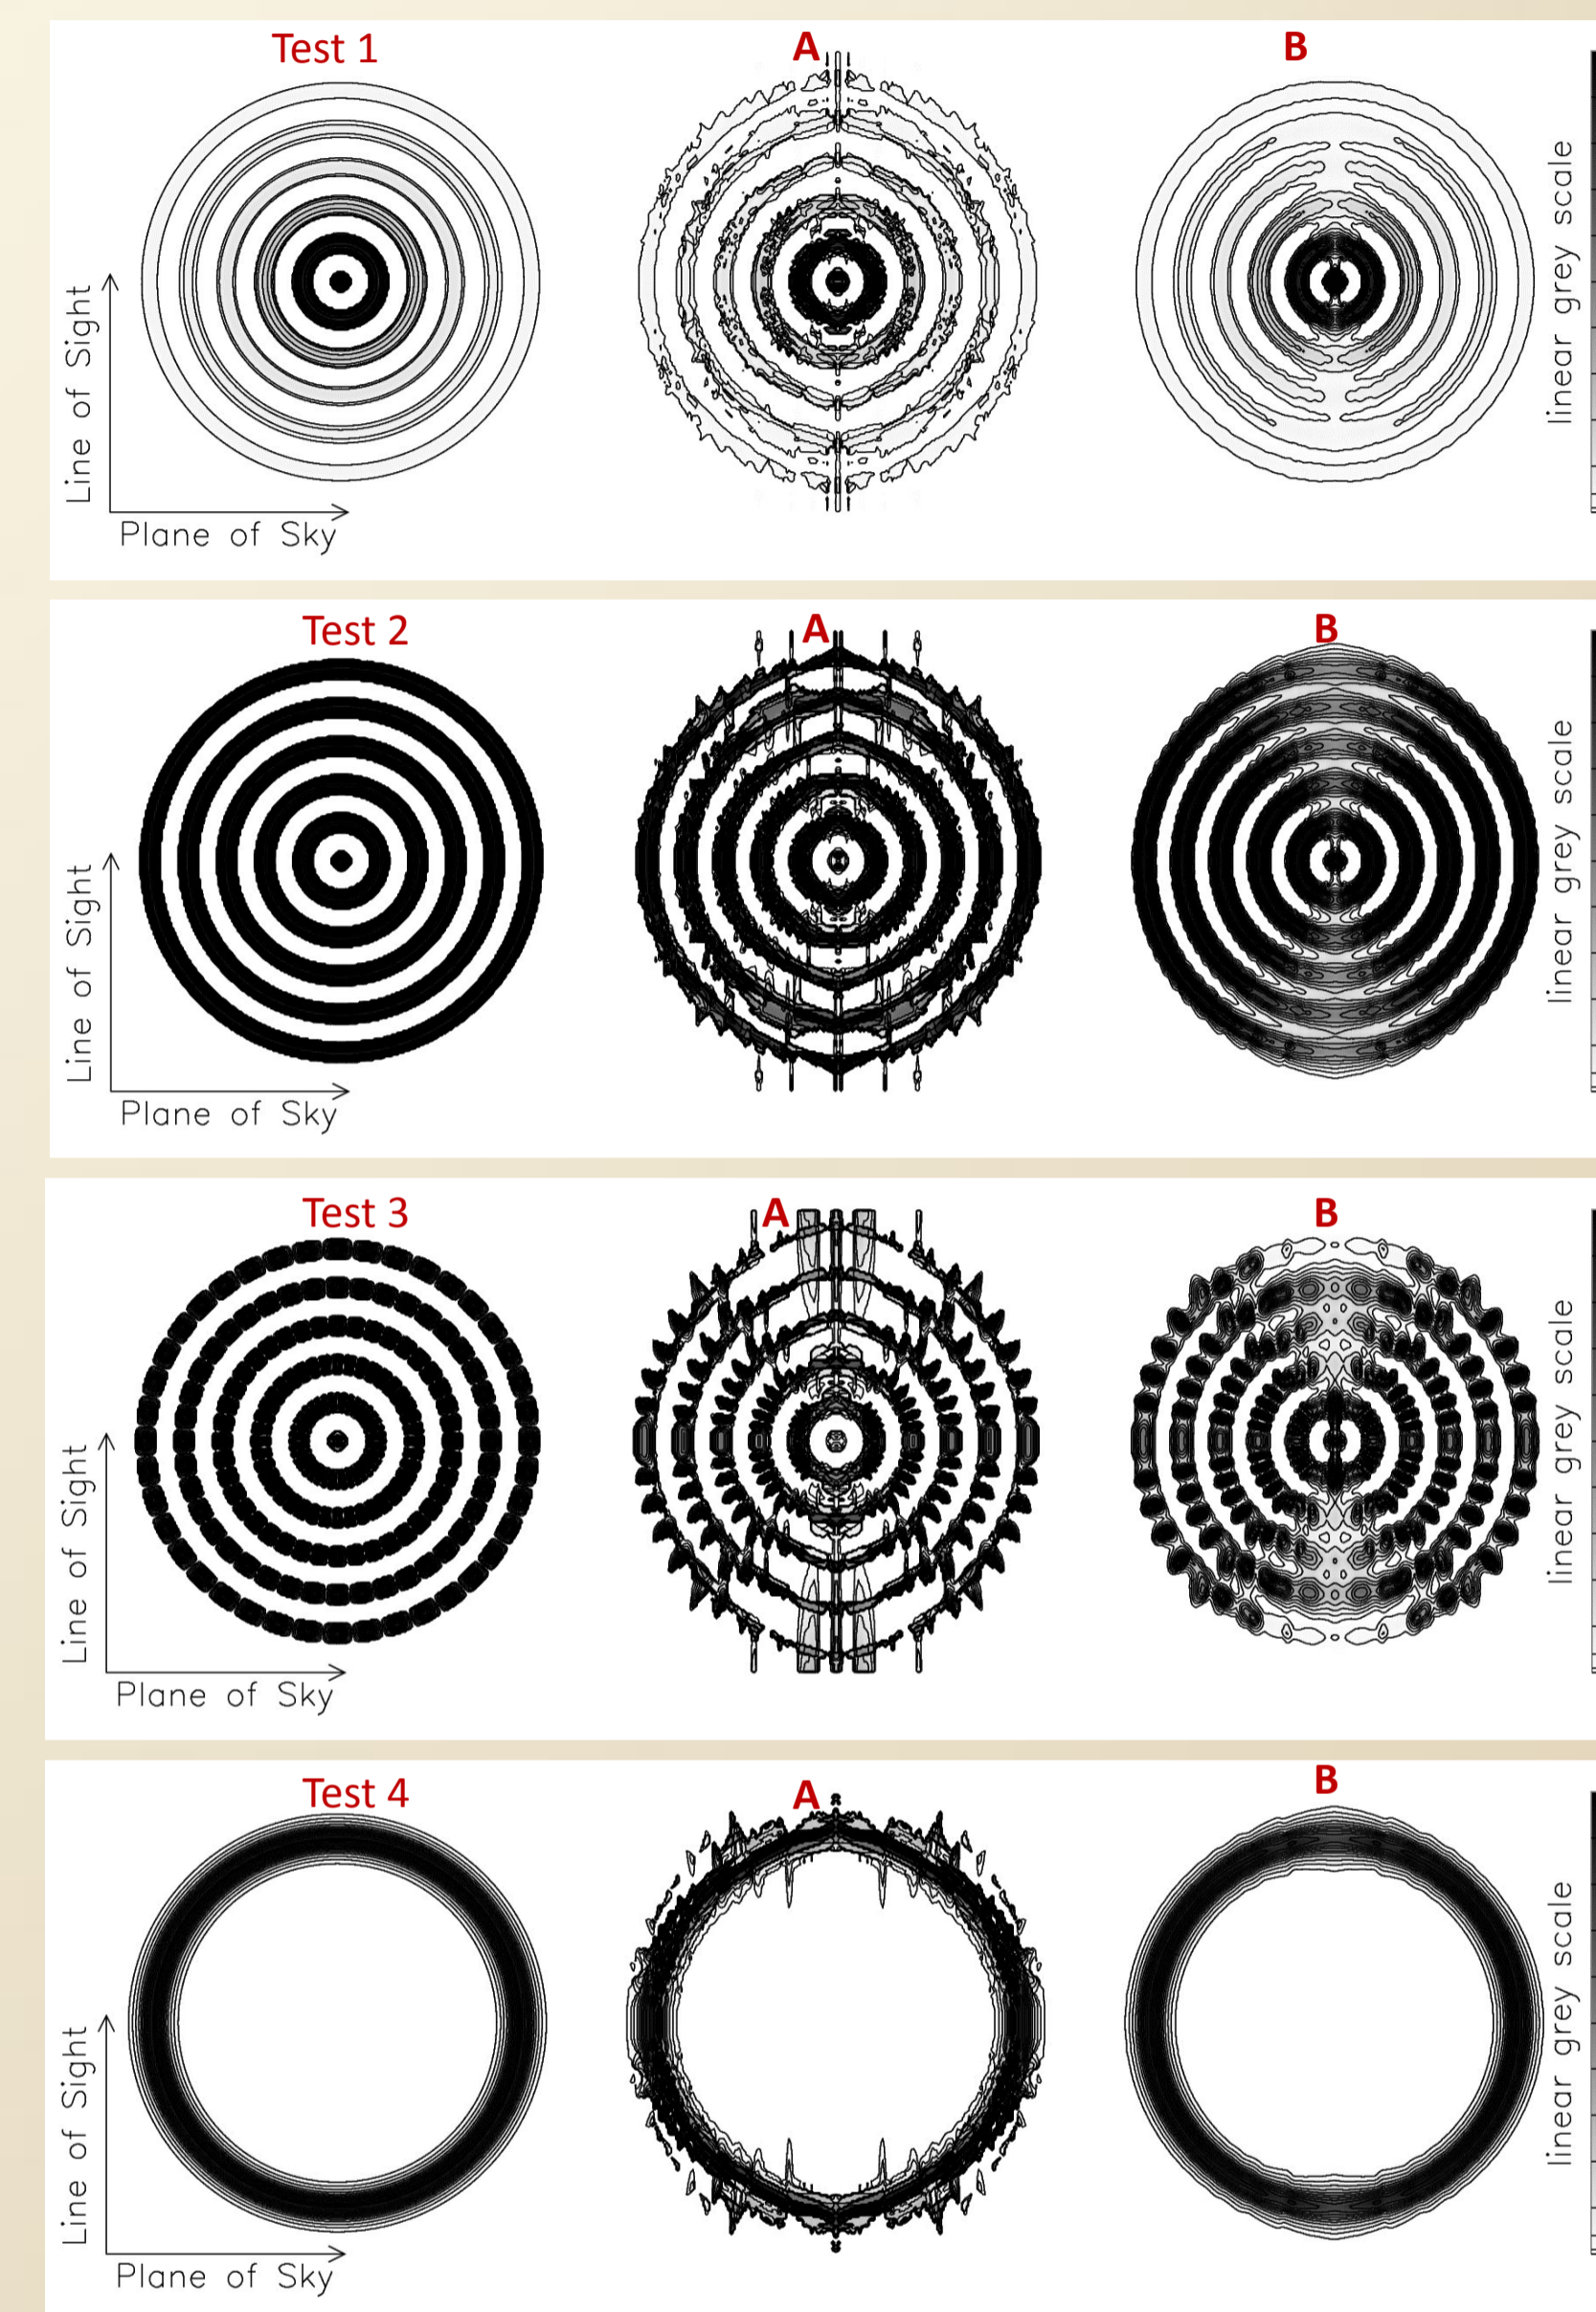 Test 1
A
B
Line of Sight
Plane of Sky
linear grey scale
Test 2
A
B
Line of Sight
Plane of Sky
linear grey scale
Test 3
A
B
Line of Sight
Plane of Sky
linear grey scale
Test 4
A
B
Line of Sight
Plane of Sky
linear grey scale